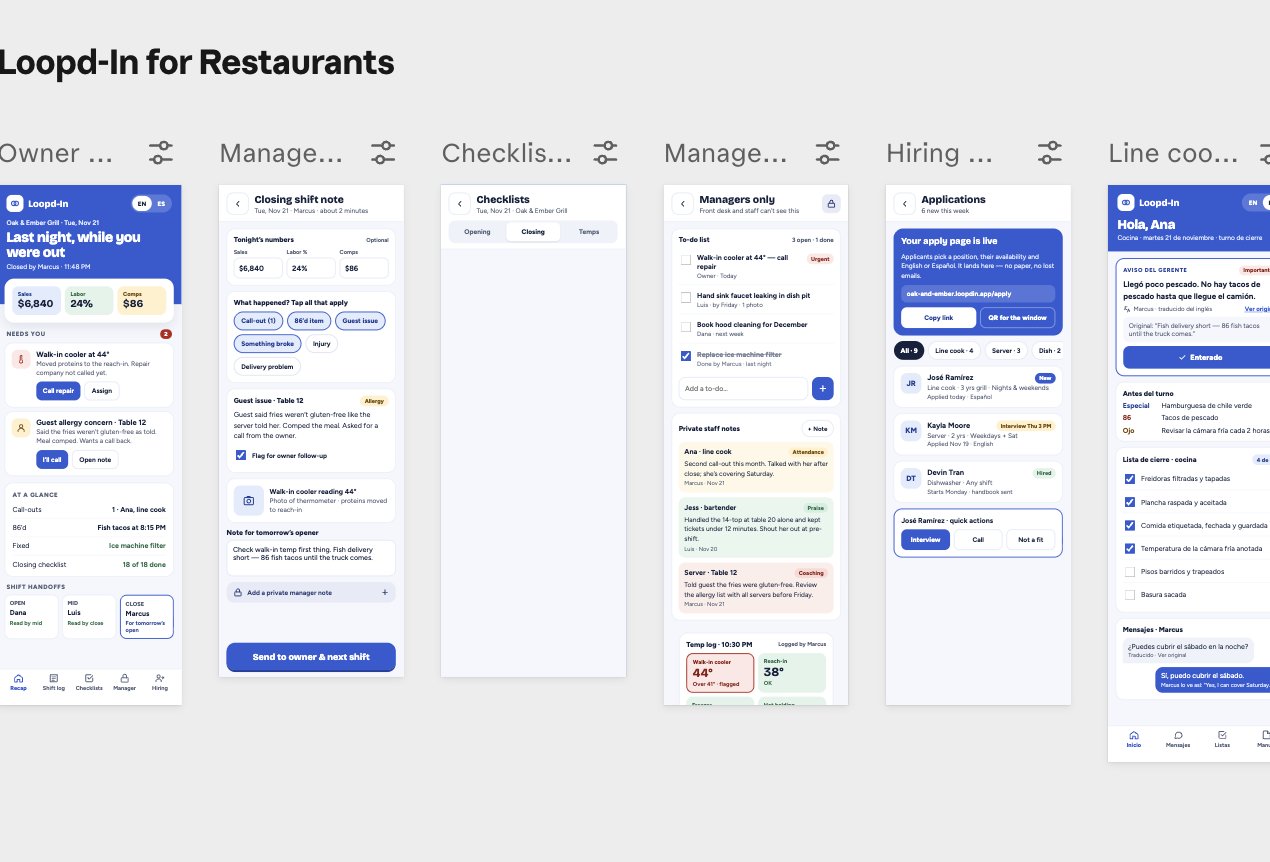 Loopd-In for Restaurants
Owner ...
Manage...
Checklis...
Manage...
Hiring ...
Line coo...
Loopd-In
EN ES
Oak & Ember Grill · Tue, Nov 21
Last night, while you
were out
Closed by Marcus · 11:48 PM
Sales
$6,840
Labor
24%
Comps
$86
NEEDS YOU
2
Walk-in cooler at 44°
Moved proteins to the reach-in. Repair
company not called yet.
Call repair
Assign
Guest allergy concern · Table 12
Said the fries weren't gluten-free as told.
Meal comped. Wants a call back.
I'll call
Open note
AT A GLANCE
Call-outs
1 · Ana, line cook
86'd
Fish tacos at 8:15 PM
Fixed
Ice machine filter
Closing checklist
18 of 18 done
SHIFT HANDOFFS
OPEN
Dana
Read by mid
MID
Luis
Read by close
CLOSE
Marcus
For tomorrow's
open
Recap
Shift log
Checklists
Manager
Hiring
Closing shift note
Tue, Nov 21 · Marcus · about 2 minutes
Tonight's numbers
Optional
Sales
Labor %
Comps
$6,840
24%
$86
What happened? Tap all that apply
Call-out (1)
86'd item
Guest issue
Something broke
Injury
Delivery problem
Guest issue · Table 12
Allergy
Guest said fries weren't gluten-free like the
server told her. Comped the meal. Asked for a
call from the owner.
Flag for owner follow-up
Walk-in cooler reading 44°
Photo of thermometer · proteins moved
to reach-in
Note for tomorrow's opener
Check walk-in temp first thing. Fish delivery
short — 86 fish tacos until the truck comes.
Add a private manager note
+
Send to owner & next shift
Checklists
Tue, Nov 21 · Oak & Ember Grill
Opening
Closing
Temps
Managers only
Front desk and staff can't see this
To-do list
3 open · 1 done
Walk-in cooler at 44° — call
repair
Urgent
Owner · Today
Hand sink faucet leaking in dish pit
Luis · by Friday · 1 photo
Book hood cleaning for December
Dana · next week
Replace ice machine filter
Done by Marcus · last night
Add a to-do...
+
Private staff notes
+ Note
Ana · line cook
Attendance
Second call-out this month. Talked with her after
close; she's covering Saturday.
Marcus · Nov 21
Jess · bartender
Praise
Handled the 14-top at table 20 alone and kept
tickets under 12 minutes. Shout her out at pre-
shift.
Luis · Nov 20
Server · Table 12
Coaching
Told guest the fries were gluten-free. Review
the allergy list with all servers before Friday.
Marcus · Nov 21
Temp log · 10:30 PM
Logged by Marcus
Walk-in cooler
44°
Over 41° · flagged
Reach-in
38°
OK
Applications
6 new this week
Your apply page is live
Applicants pick a position, their availability and
English or Español. It lands here — no paper, no lost
emails.
oak-and-ember.loopdin.app/apply
Copy link
QR for the window
All · 9
Line cook · 4
Server · 3
Dish · 2
JR
José Ramírez
New
Line cook · 3 yrs grill · Nights & weekends
Applied today · Español
KM
Kayla Moore
Interview Thu 3 PM
Server · 2 yrs · Weekdays + Sat
Applied Nov 19 · English
DT
Devin Tran
Hired
Dishwasher · Any shift
Starts Monday · handbook sent
José Ramírez · quick actions
Interview
Call
Not a fit
Loopd-In
EN
Hola, Ana
Cocina · martes 21 de noviembre · turno de cierre
AVISO DEL GERENTE
Important
Llegó poco pescado. No hay tacos de
pescado hasta que llegue el camión.
Marcus · traducido del inglés
Ver origin
Original: "Fish delivery short — 86 fish tacos
until the truck comes."
Enterado
Antes del turno
Especial
Hamburguesa de chile verde
86
Tacos de pescado
Ojo
Revisar la cámara fría cada 2 horas
Lista de cierre · cocina
4 de
Freidoras filtradas y tapadas
Plancha raspada y aceitada
Comida etiquetada, fechada y guardada
Temperatura de la cámara fría anotada
Pisos barridos y trapeados
Basura sacada
Mensajes · Marcus
¿Puedes cubrir el sábado en la noche?
Traducido · Ver original
Sí, puedo cubrir el sábado.
Marcus lo ve así: "Yes, I can cover Saturday.
Inicio
Mensajes
Listas